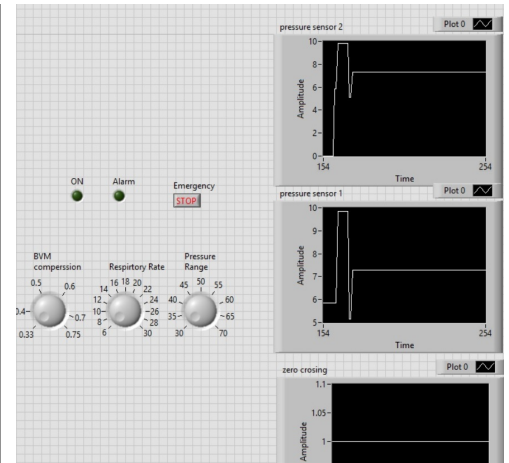 pressure sensor 2
Plot 0
10
8
6
4
2
0
Amplitude
154
254
Time
ON
Alarm
Emergency
STOP
pressure sensor 1
Plot 0
10
9
8
7
6
5
Amplitude
154
254
Time
BVM
comperssion
0.33
0.4
0.5
0.6
0.7
0.75
Respirtory Rate
6
8
10
12
14
16
18
20
22
24
26
28
30
Pressure
Range
30
35
40
45
50
55
60
65
70
zero crosing
Plot 0
1.1
1.05
1
Amplitude